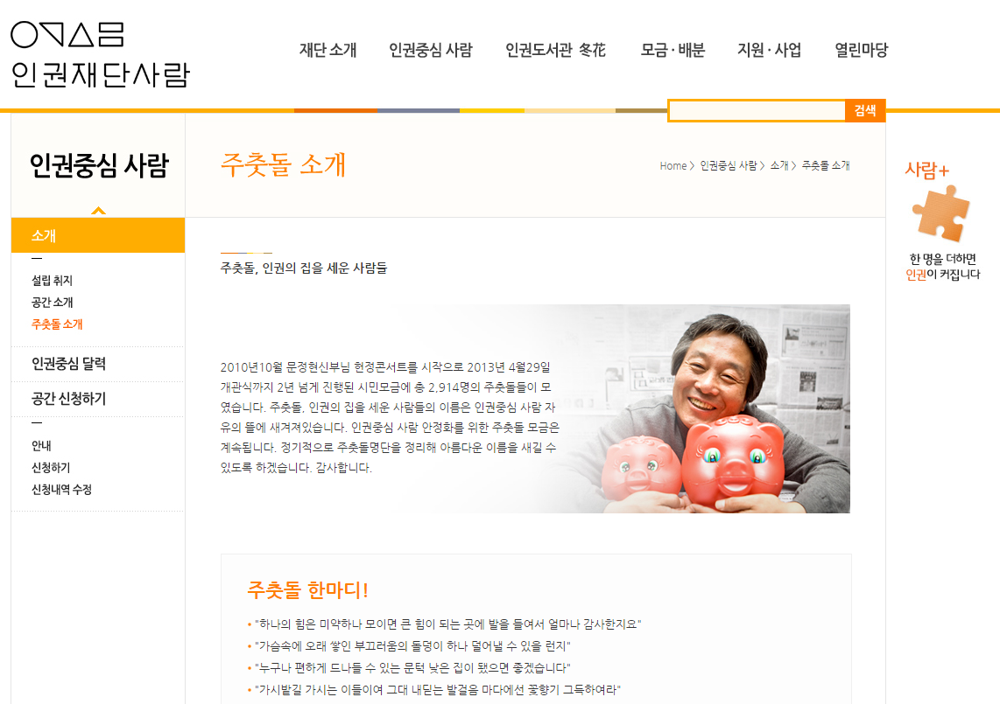 인권재단사람
재단 소개 인권중심 사람 인권도서관 冬花 모금·배분 지원·사업 열린마당
검색
인권중심 사람
주춧돌 소개
Home > 인권중심 사람 > 소개 > 주춧돌 소개
사람+
한 명을 더하면
인권이 커집니다
소개
설립 취지
공간 소개
주춧돌 소개
인권중심 달력
공간 신청하기
안내
신청하기
신청내역 수정
주춧돌, 인권의 집을 세운 사람들
2010년10월 문정현신부님 헌정콘서트를 시작으로 2013년 4월29일
개관식까지 2년 넘게 진행된 시민모금에 총 2,914명의 주춧돌들이 모
였습니다. 주춧돌, 인권의 집을 세운 사람들의 이름은 인권중심 사람 자
유의 뜰에 새겨져있습니다. 인권중심 사람 안정화를 위한 주춧돌 모금은
계속됩니다. 정기적으로 주춧돌명단을 정리해 아름다운 이름을 새길 수
있도록 하겠습니다. 감사합니다.
주춧돌 한마디!
• "하나의 힘은 미약하나 모이면 큰 힘이 되는 곳에 발을 들여서 얼마나 감사한지요"
• "가슴속에 오래 쌓인 부끄러움의 돌덩이 하나 덜어낼 수 있을 런지"
• "누구나 편하게 드나들 수 있는 문턱 낮은 집이 됐으면 좋겠습니다"
• "가시밭길 가시는 이들이여 그대 내딛는 발걸음 마다에선 꽃향기 그득하여라"